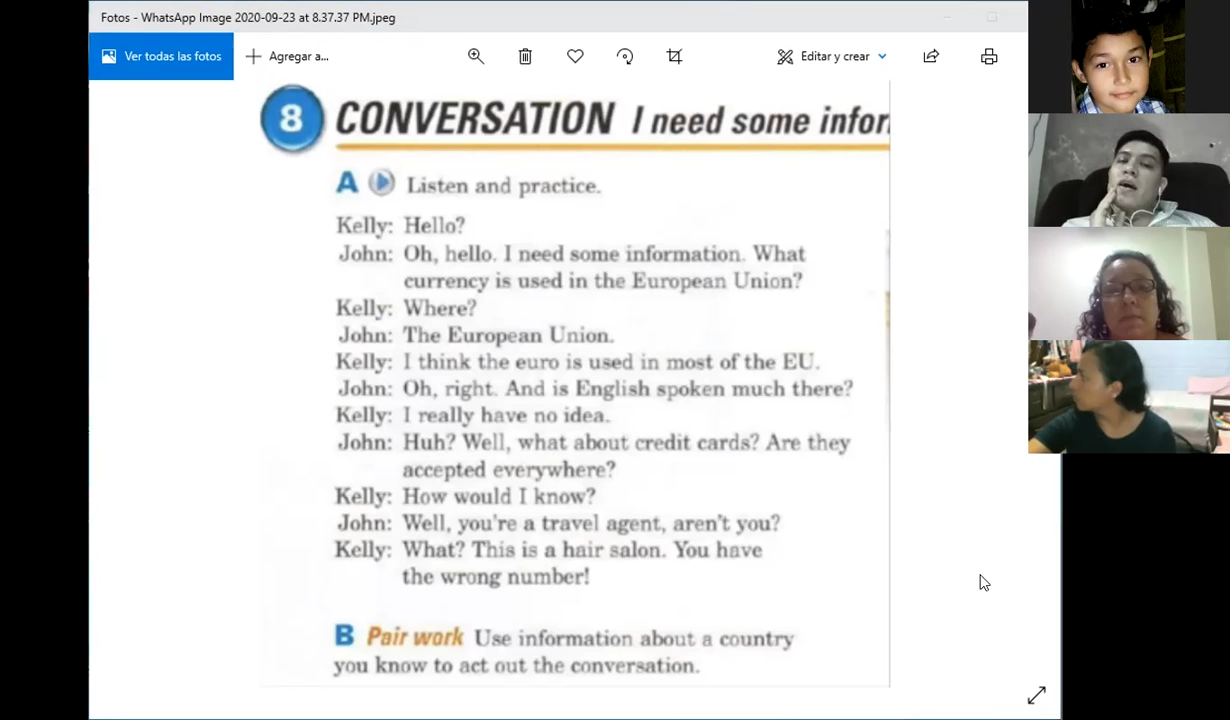 Fotos - WhatsApp Image 2020-09-23 at 8.37.37 PM.jpeg
Ver todas las fotos
Agregar a...
Editar y crear
8 CONVERSATION I need some infor
A Listen and practice.
Kelly: Hello?
John: Oh, hello. I need some information. What
currency is used in the European Union?
Kelly: Where?
John: The European Union.
Kelly: I think the euro is used in most of the EU.
John: Oh, right. And is English spoken much there?
Kelly: I really have no idea.
John: Huh? Well, what about credit cards? Are they
accepted everywhere?
Kelly: How would I know?
John: Well, you're a travel agent, aren't you?
Kelly: What? This is a hair salon. You have
the wrong number!
B Pair work Use information about a country
you know to act out the conversation.